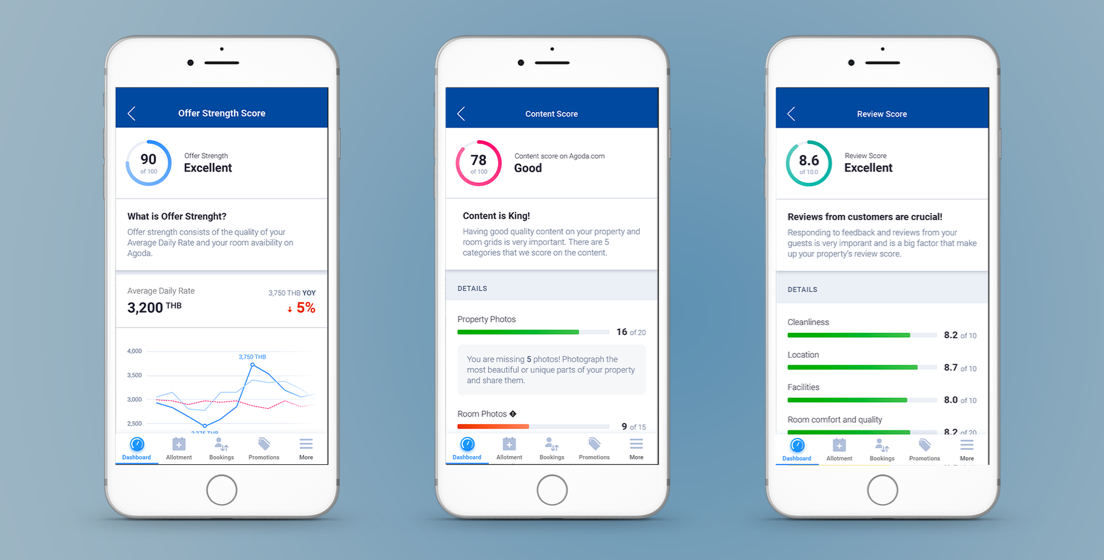 Offer Strength Score
90
of 100
Offer Strength
Excellent
What is Offer Strenght?
Offer strength consists of the quality of your
Average Daily Rate and your room avaibility on
Agoda.
Average Daily Rate
3,200 THB
3,750 THB YOY
5%
4,000
3,750 THB
3,500
3,000
2,500
Dashboard
Allotment
Bookings
Promotions
More
Content Score
78
of 100
Content score on Agoda.com
Good
Content is King!
Having good quality content on your property and
room grids is very important. There are 5
categories that we score on the content.
DETAILS
Property Photos
16 of 20
You are missing 5 photos! Photograph the
most beautiful or unique parts of your property
and share them.
Room Photos
9 of 15
Dashboard
Allotment
Bookings
Promotions
More
Review Score
8.6
of 10.0
Review Score
Excellent
Reviews from customers are crucial!
Responding to feedback and reviews from your
guests is very imporant and is a big factor that make
up your property's review score.
DETAILS
Cleanliness
8.2 of 10
Location
8.7 of 10
Facilities
8.0 of 10
Room comfort and quality
8.2 of 20
Dashboard
Allotment
Bookings
Promotions
More